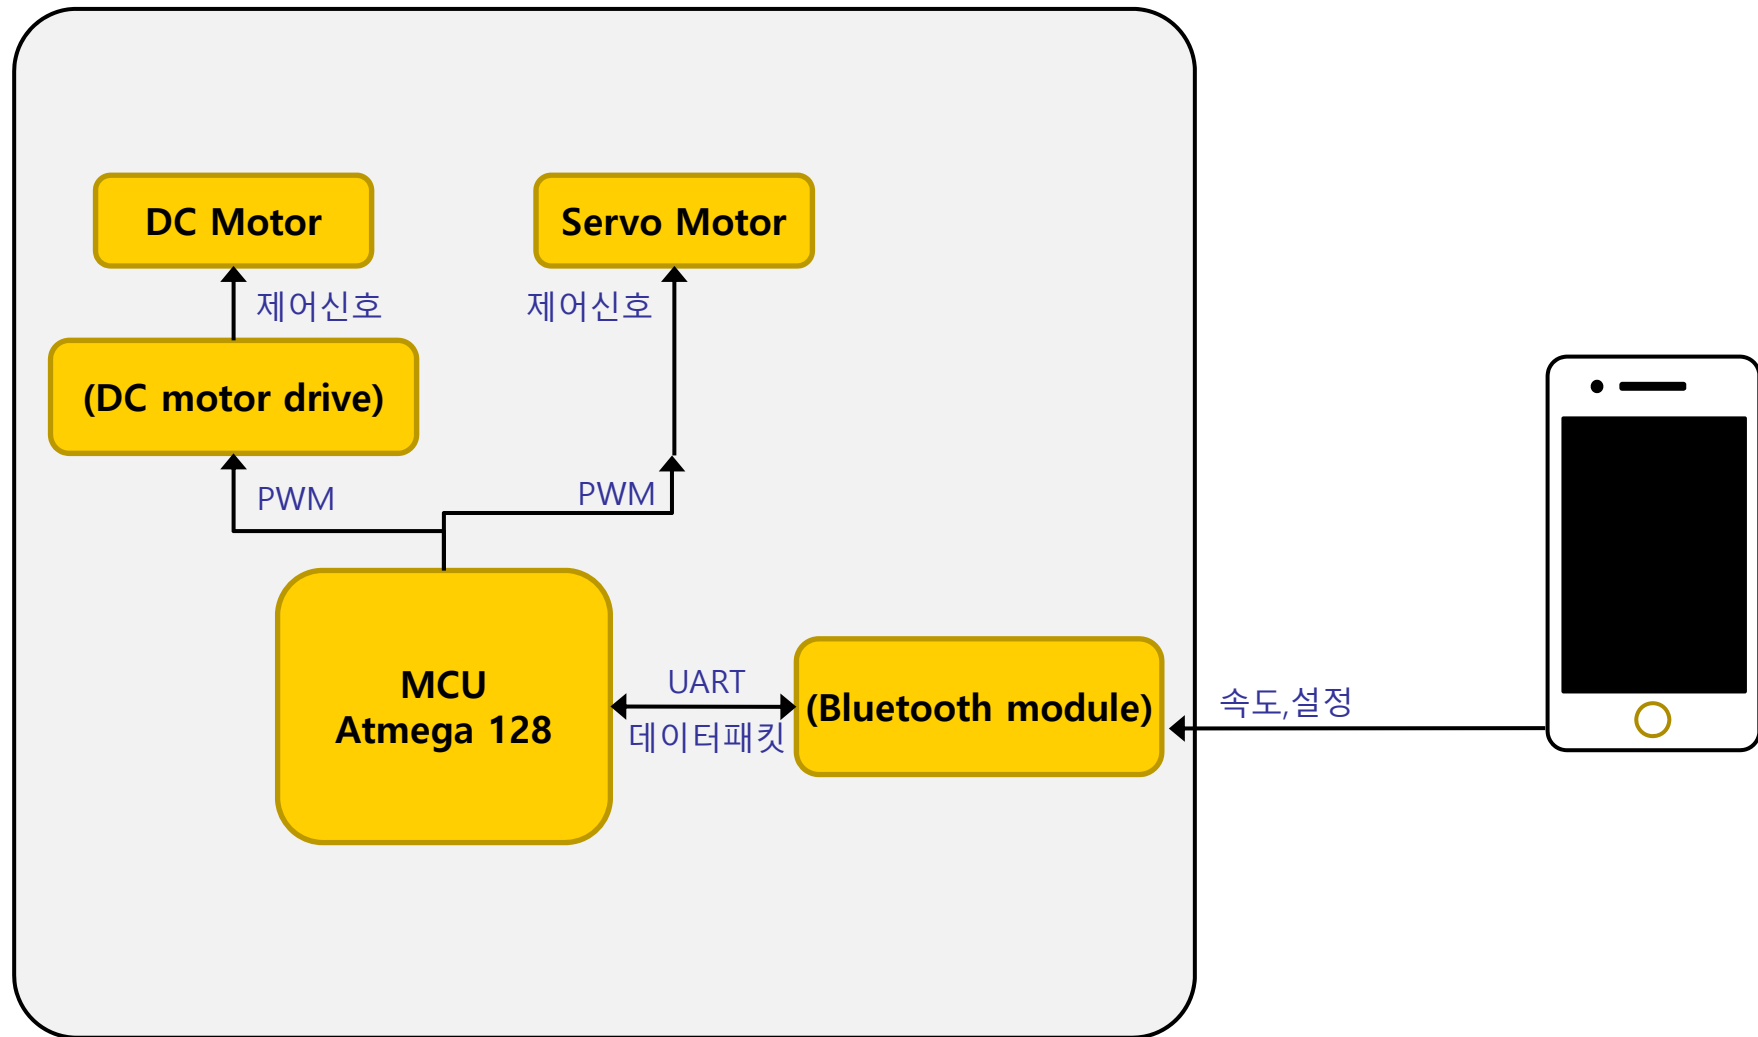 DC Motor
Servo Motor
제어신호
제어신호
(DC motor drive)
PWM
PWM
MCU
Atmega 128
UART
데이터패킷
(Bluetooth module)
속도,설정